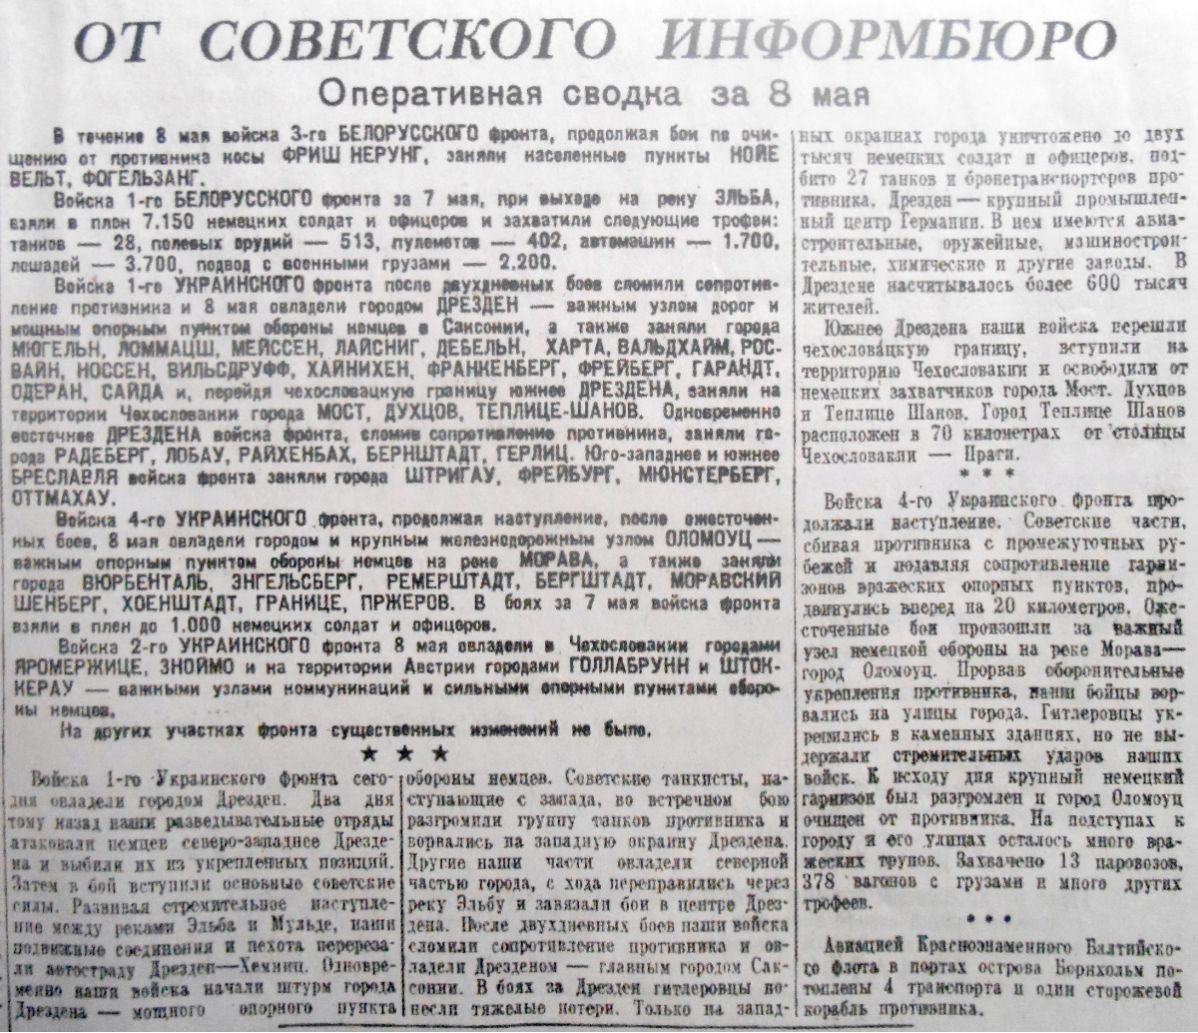 ОТ СОВЕТСКОГО ИНФОРМБЮРО
Оперативная сводка за 8 мая
В течение 8 мая войска 3-го БЕЛОРУССКОГО фронта, продолжая бои по очи-
щению от противника косы ФРИШ НЕРУНГ, заняли населенные пункты НОЙЕ
ВЕЛЬТ, ФОГЕЛЬЗАНГ.
Войска 1-го БЕЛОРУССКОГО фронта за 7 мая, при выходе на реку ЭЛЬБА,
взяли в плен 7.150 немецких солдат и офицеров и захватили следующие трофеи:
танков — 28, полевых орудий — 513, пулеметов — 402, автомашин — 1.700,
лошадей — 3.700, подвод с военными грузами — 2.200.
Войска 1-го УКРАИНСКОГО фронта после двухдневных боев сломили сопротив-
ление противника и 8 мая овладели городом ДРЕЗДЕН — важным узлом дорог и
мощным опорным пунктом обороны немцев в Саксонии, а также заняли города
МЮГЕЛЬН, ЛОММАЦШ, МЕЙССЕН, ЛАЙСНИГ, ДЕБЕЛЬН, ХАРТА, ВАЛЬДХАЙМ, РОС-
ВАЙН, НОССЕН, ВИЛЬСДРУФФ, ХАЙНИХЕН, ФРАНКЕНБЕРГ, ФРЕЙБЕРГ, ГАРАНДТ,
ОДЕРАН, САЙДА и, перейдя чехословацкую границу южнее ДРЕЗДЕНА, заняли на
территории Чехословакии города МОСТ, ДУХЦОВ, ТЕПЛИЦЕ-ШАНОВ. Одновременно
восточнее ДРЕЗДЕНА войска фронта, сломив сопротивление противника, заняли го-
рода РАДЕБЕРГ, ЛОБАУ, РАЙХЕНБАХ, БЕРНШТАДТ, ГЕРЛИЦ. Юго-западнее и южнее
БРЕСЛАВЛЯ войска фронта заняли города ШТРИГАУ, ФРЕЙБУРГ, МЮНСТЕРБЕРГ,
ОТТМАХАУ.
Войска 4-го УКРАИНСКОГО фронта, продолжая наступление, после ожесточен-
ных боев, 8 мая овладели городом и крупным железнодорожным узлом ОЛОМОУЦ —
важным опорным пунктом обороны немцев на реке МОРАВА, а также заняли
города ВЮРБЕНТАЛЬ, ЭНГЕЛЬСБЕРГ, РЕМЕРШТАДТ, БЕРГШТАДТ, МОРАВСКИЙ
ШЕНБЕРГ, ХОЕНШТАДТ, ГРАНИЦЕ, ПРЖЕРОВ. В боях за 7 мая войска фронта
взяли в плен до 1.000 немецких солдат и офицеров.
Войска 2-го УКРАИНСКОГО фронта 8 мая овладели в Чехословакии городами
ЯРОМЕРЖИЦЕ, ЗНОЙМО и на территории Австрии городами ГОЛЛАБРУНН и ШТОК-
КЕРАУ — важными узлами коммуникаций и сильными опорными пунктами оборо-
ны немцев.
На других участках фронта существенных изменений не было.
★ ★ ★
Войска 1-го Украинского фронта сего-
дня овладели городом Дрезден. Два дня
тому назад наши разведывательные отряды
атаковали немцев северо-западнее Дрезде-
на и выбили их из укрепленных позиций.
Затем в бой вступили основные советские
силы. Развивая стремительное наступле-
ние между реками Эльба и Мульде, наши
подвижные соединения и пехота перереза-
ли автостраду Дрезден—Хемниц. Одновре-
менно наши войска начали штурм города
Дрездена — мощного опорного пункта
обороны немцев. Советские танкисты, на-
ступающие с запада, во встречном бою
разгромили группу танков противника и
ворвались на западную окраину Дрездена.
Другие наши части овладели северной
частью города, с хода переправились через
реку Эльбу и завязали бои в центре Дрез-
дена. После двухдневных боев наши войска
сломили сопротивление противника и ов-
ладели Дрезденом — главным городом Сак-
сонии. В боях за Дрезден гитлеровцы по-
несли тяжелые потери. Только на запад-
ных окраинах города уничтожено до двух
тысяч немецких солдат и офицеров, под-
бито 27 танков и бронетранспортеров про-
тивника. Дрезден — крупный промышлен-
ный центр Германии. В нем имеются авиа-
строительные, оружейные, машинострои-
тельные, химические и другие заводы. В
Дрездене насчитывалось более 600 тысяч
жителей.
Южнее Дрездена наши войска перешли
чехословацкую границу, вступили на
территорию Чехословакии и освободили от
немецких захватчиков города Мост, Духцов
и Теплице Шанов. Город Теплице Шанов
расположен в 70 километрах от столицы
Чехословакии — Праги.
* * *
Войска 4-го Украинского фронта про-
должали наступление. Советские части,
сбивая противника с промежуточных ру-
бежей и подавляя сопротивление гарни-
зонов вражеских опорных пунктов, про-
двинулись вперед на 20 километров. Оже-
сточенные бои произошли за важный
узел немецкой обороны на реке Морава—
город Оломоуц. Прорвав оборонительные
укрепления противника, наши бойцы вор-
вались на улицы города. Гитлеровцы ук-
репились в каменных зданиях, но не вы-
держали стремительных ударов наших
войск. К исходу дня крупный немецкий
гарнизон был разгромлен и город Оломоуц
очищен от противника. На подступах к
городу и его улицах осталось много вра-
жеских трупов. Захвачено 13 паровозов,
378 вагонов с грузами и много других
трофеев.
* * *
Авиацией Краснознаменного Балтийско-
го флота в портах острова Борнхольм по-
топлены 4 транспорта и один сторожевой
корабль противника.